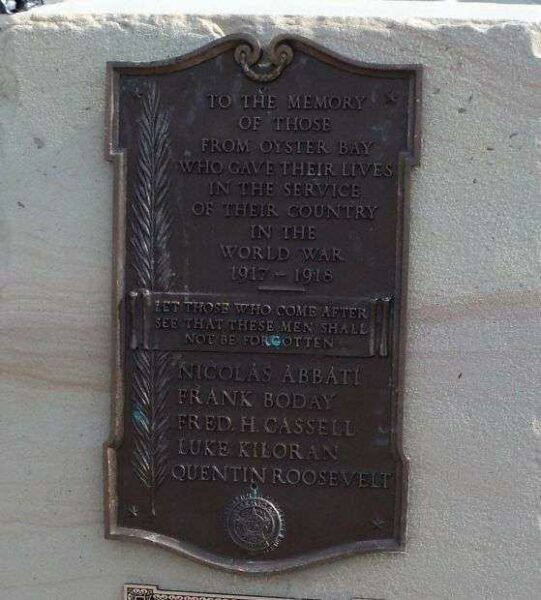 TO THE MEMORY
OF THOSE
FROM OYSTER BAY
WHO GAVE THEIR LIVES
IN THE SERVICE
OF THEIR COUNTRY
IN THE
WORLD WAR
1917 - 1918
LET THOSE WHO COME AFTER
SEE THAT THESE MEN SHALL
NOT BE FORGOTTEN
NICOLAS ABBATI
FRANK BODAY
FRED. H. CASSELL
LUKE KILORAN
QUENTIN ROOSEVELT